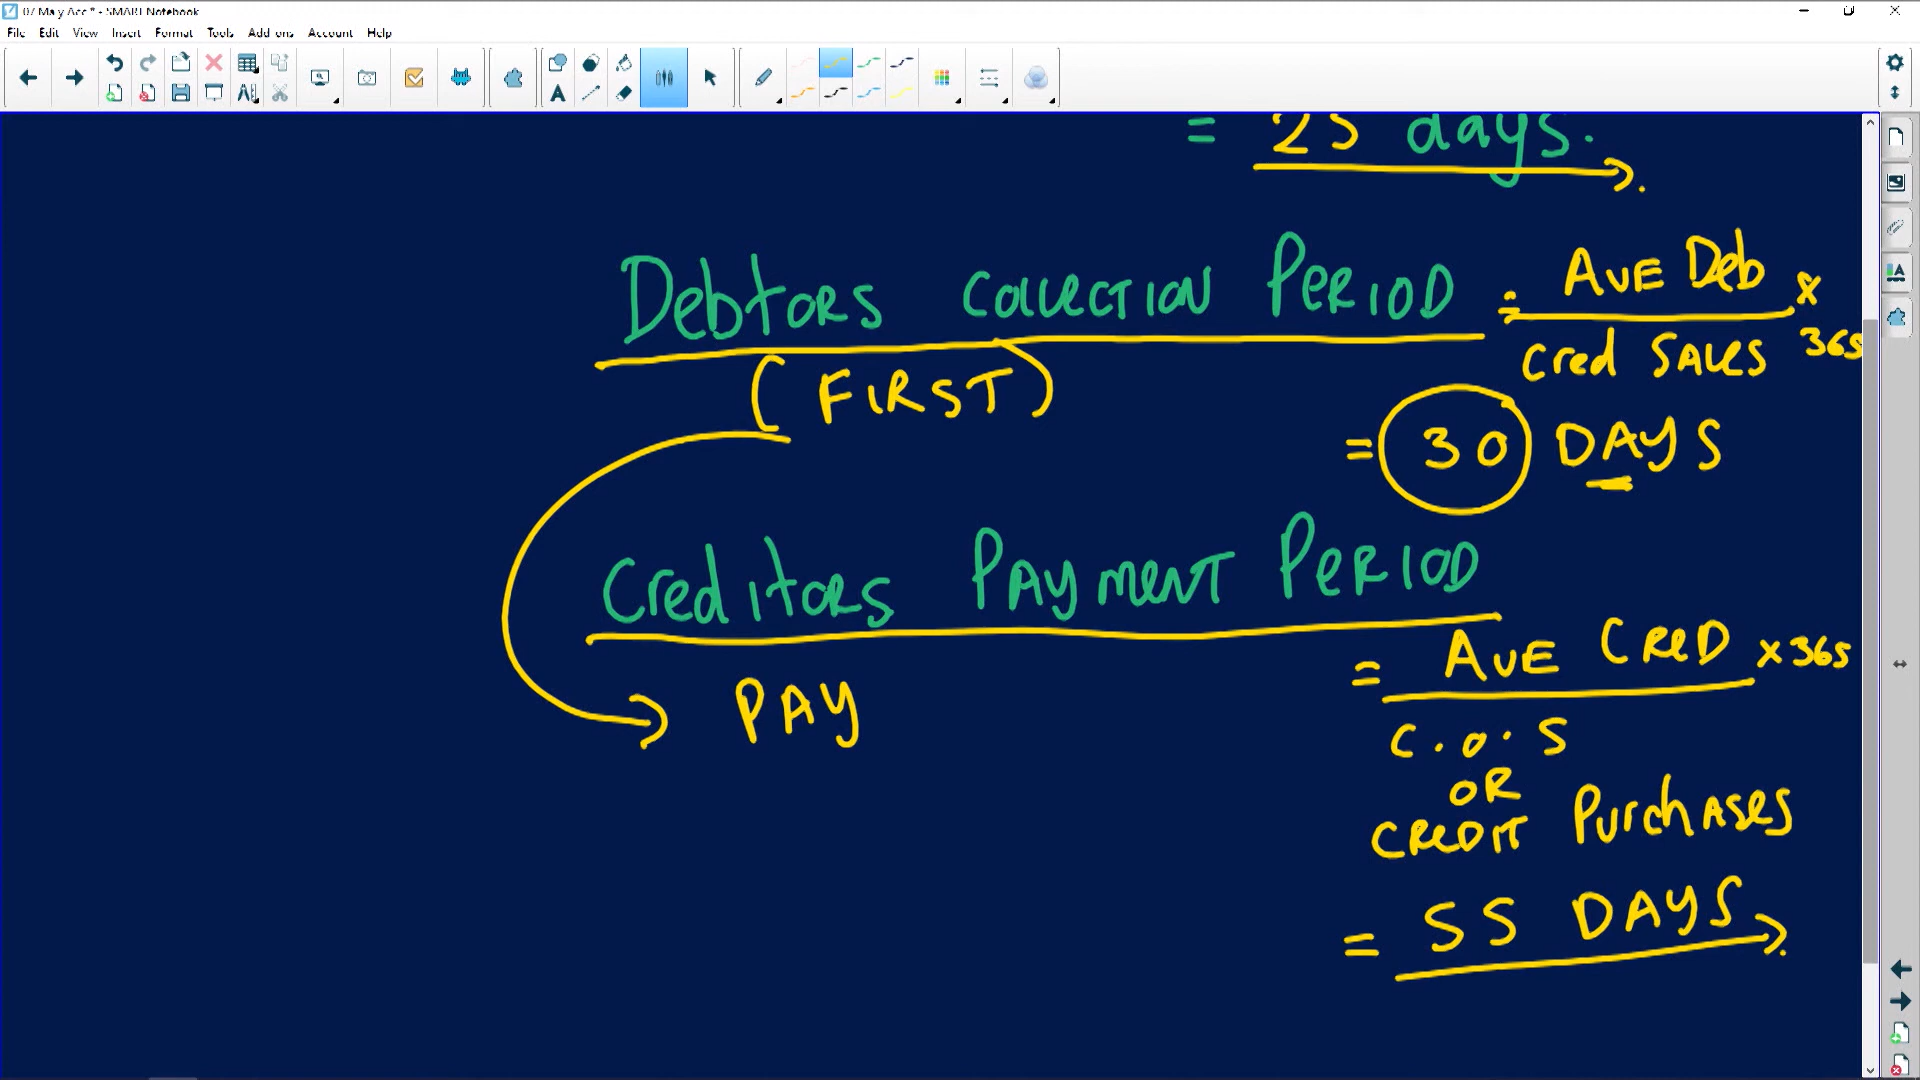 07 May Acc * - SMART Notebook
File Edit View Insert Format Tools Add-ons Account Help
= 25 days.
Debtors COLLECTION PERIOD = AVE Deb x 365
Cred SALES
(FIRST)
= 30 DAYS
Creditors PAYMENT PERIOD
= AVE CReD x 365
PAY
C.O.S
OR
CREDIT PurchASes
= 55 DAYS